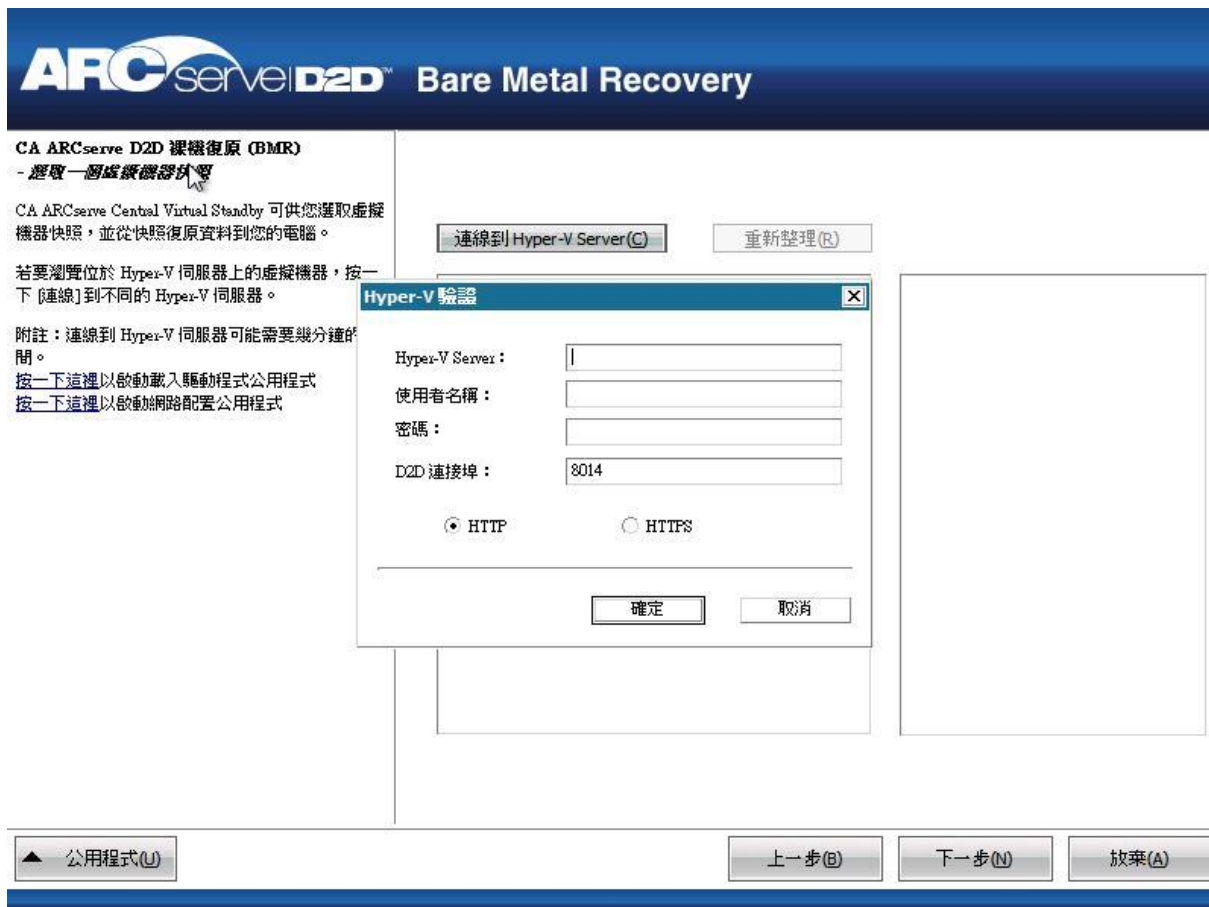 ARCserve D2D™ Bare Metal Recovery
CA ARCserve D2D 裸機復原 (BMR)
- 選取一個虛擬機器快照
CA ARCserve Central Virtual Standby 可供您選取虛擬
機器快照，並從快照復原資料到您的電腦。
若要瀏覽位於 Hyper-V 伺服器上的虛擬機器，按一
下 [連線] 到不同的 Hyper-V 伺服器。
附註：連線到 Hyper-V 伺服器可能需要幾分鐘的
間。
按一下這裡以啟動載入驅動程式公用程式
按一下這裡以啟動網路配置公用程式
連線到 Hyper-V Server(C)
重新整理(R)
Hyper-V 驗證
Hyper-V Server：
使用者名稱：
密碼：
D2D 連接埠： 8014
HTTP HTTPS
確定 取消
公用程式(U)
上一步(B)
下一步(N)
放棄(A)